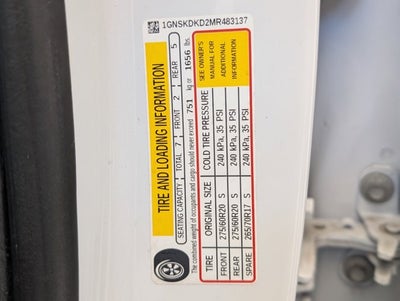 1GNSKDKD2MR483137
TIRE AND LOADING INFORMATION
SEATING CAPACITY TOTAL 7 FRONT 2 REAR 5
The combined weight of occupants and cargo should never exceed 751 kg or 1656 lbs.
TIRE ORIGINAL SIZE COLD TIRE PRESSURE
FRONT 275/60R20 S 240 kPa, 35 PSI
REAR 275/60R20 S 240 kPa, 35 PSI
SPARE 265/70R17 S 240 kPa, 35 PSI
SEE OWNER'S
MANUAL FOR
ADDITIONAL
INFORMATION